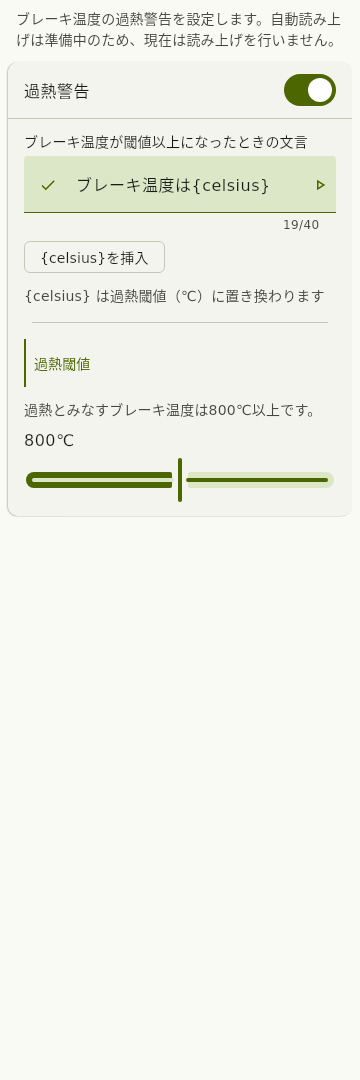 ブレーキ温度の過熱警告を設定します。自動読み上
げは準備中のため、現在は読み上げを行いません。
過熱警告
ブレーキ温度が閾値以上になったときの文言
ブレーキ温度は{celsius}
19/40
{celsius}を挿入
{celsius} は過熱閾値（℃）に置き換わります
過熱閾値
過熱とみなすブレーキ温度は800℃以上です。
800℃